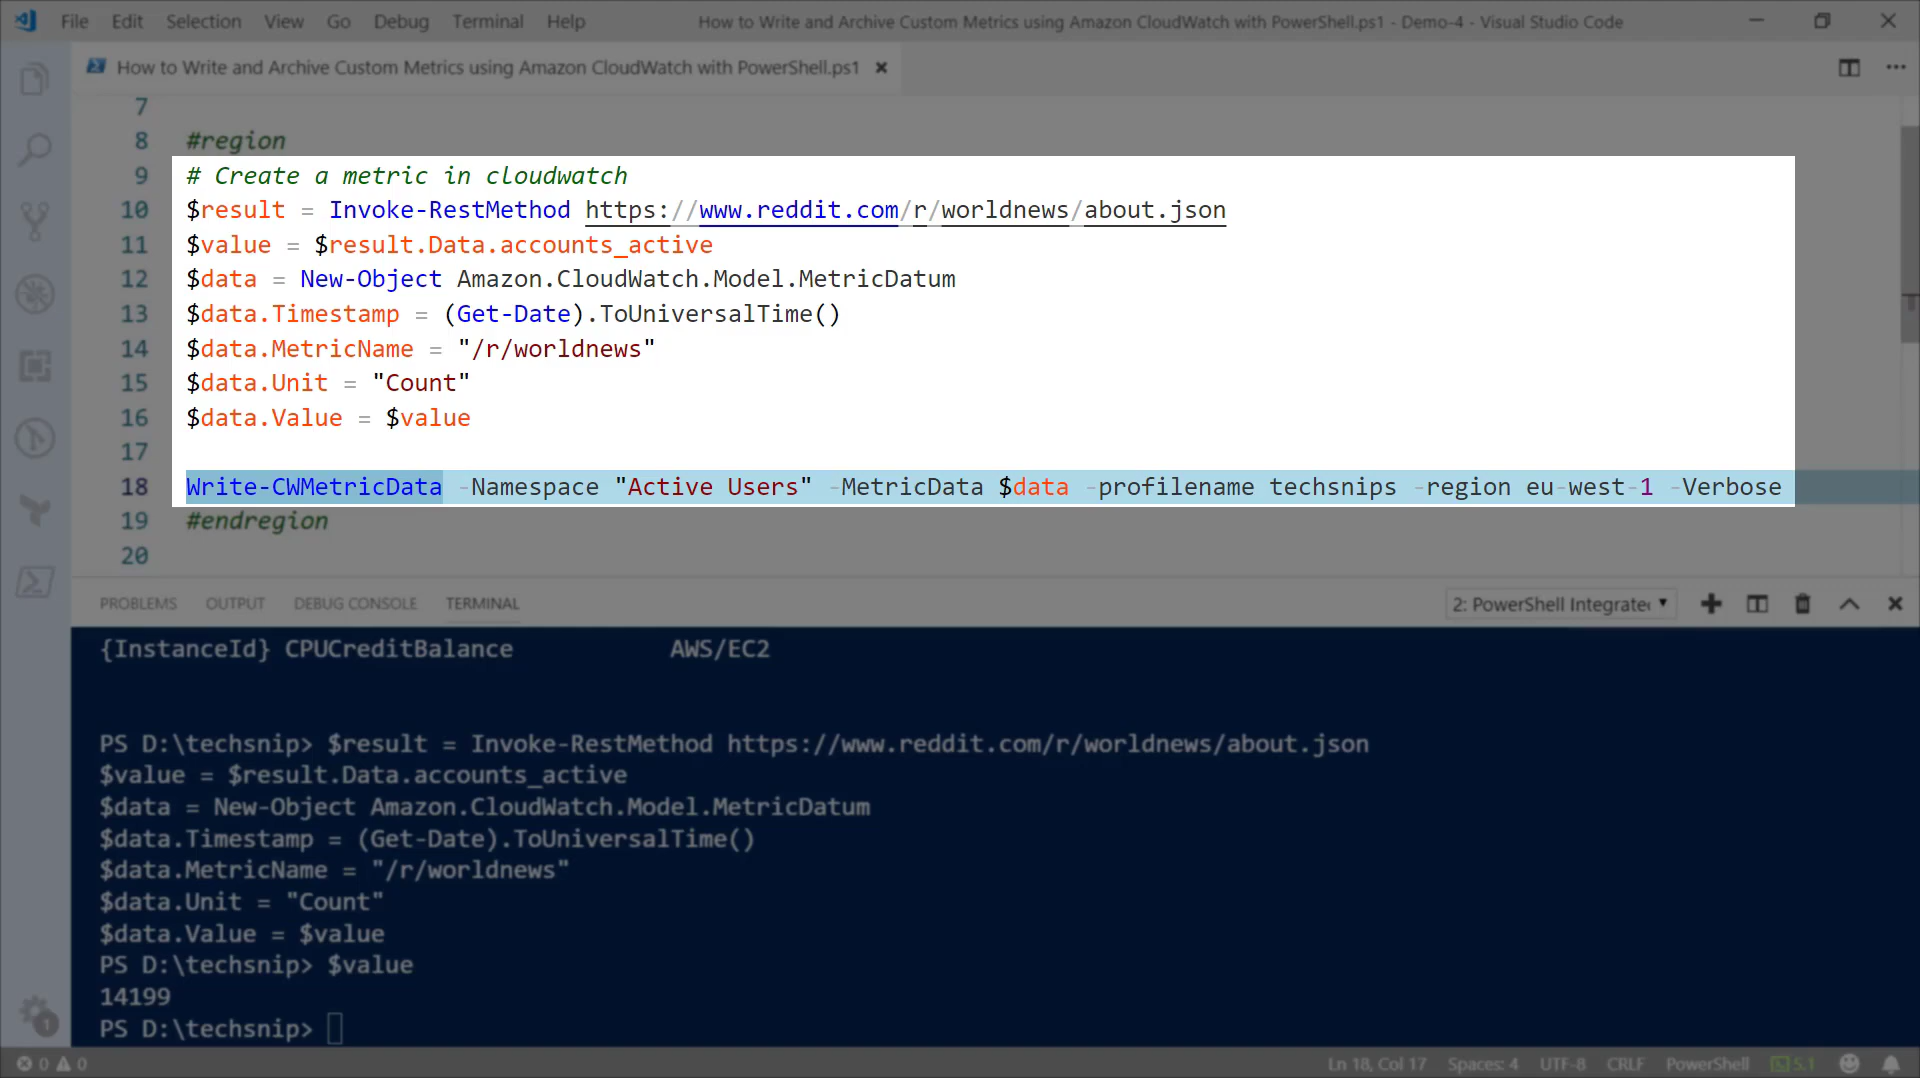 File Edit Selection View Go Debug Terminal Help How to Write and Archive Custom Metrics using Amazon CloudWatch with PowerShell.ps1 - Demo-4 - Visual Studio Code
How to Write and Archive Custom Metrics using Amazon CloudWatch with PowerShell.ps1
7
8 #region
9 # Create a metric in cloudwatch
10 $result = Invoke-RestMethod https://www.reddit.com/r/worldnews/about.json
11 $value = $result.Data.accounts_active
12 $data = New-Object Amazon.CloudWatch.Model.MetricDatum
13 $data.Timestamp = (Get-Date).ToUniversalTime()
14 $data.MetricName = "/r/worldnews"
15 $data.Unit = "Count"
16 $data.Value = $value
17
18 Write-CWMetricData -Namespace "Active Users" -MetricData $data -profilename techsnips -region eu-west-1 -Verbose
19 #endregion
20
PROBLEMS OUTPUT DEBUG CONSOLE TERMINAL 2: PowerShell Integrate
{InstanceId} CPUCreditBalance AWS/EC2
PS D:\techsnip> $result = Invoke-RestMethod https://www.reddit.com/r/worldnews/about.json
$value = $result.Data.accounts_active
$data = New-Object Amazon.CloudWatch.Model.MetricDatum
$data.Timestamp = (Get-Date).ToUniversalTime()
$data.MetricName = "/r/worldnews"
$data.Unit = "Count"
$data.Value = $value
PS D:\techsnip> $value
14199
PS D:\techsnip>
1
0 0 Ln 18, Col 17 Spaces: 4 UTF-8 CRLF PowerShell 5.1